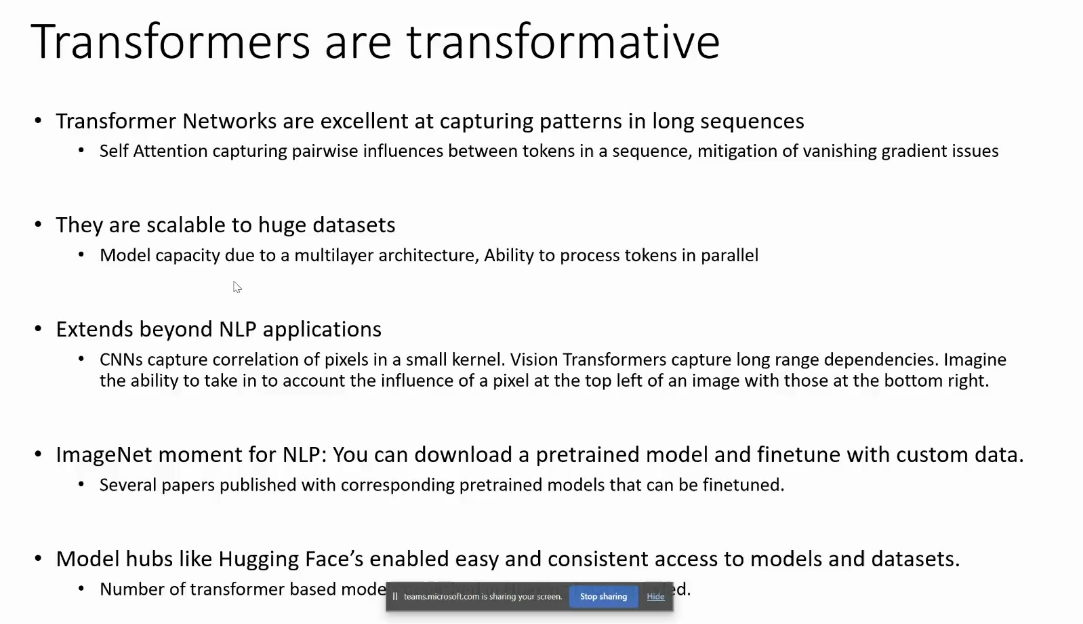 Transformers are transformative
• Transformer Networks are excellent at capturing patterns in long sequences
• Self Attention capturing pairwise influences between tokens in a sequence, mitigation of vanishing gradient issues
• They are scalable to huge datasets
• Model capacity due to a multilayer architecture, Ability to process tokens in parallel
• Extends beyond NLP applications
• CNNs capture correlation of pixels in a small kernel. Vision Transformers capture long range dependencies. Imagine
the ability to take in to account the influence of a pixel at the top left of an image with those at the bottom right.
• ImageNet moment for NLP: You can download a pretrained model and finetune with custom data.
• Several papers published with corresponding pretrained models that can be finetuned.
• Model hubs like Hugging Face's enabled easy and consistent access to models and datasets.
• Number of transformer based
teams.microsoft.com is sharing your screen. Stop sharing Hide